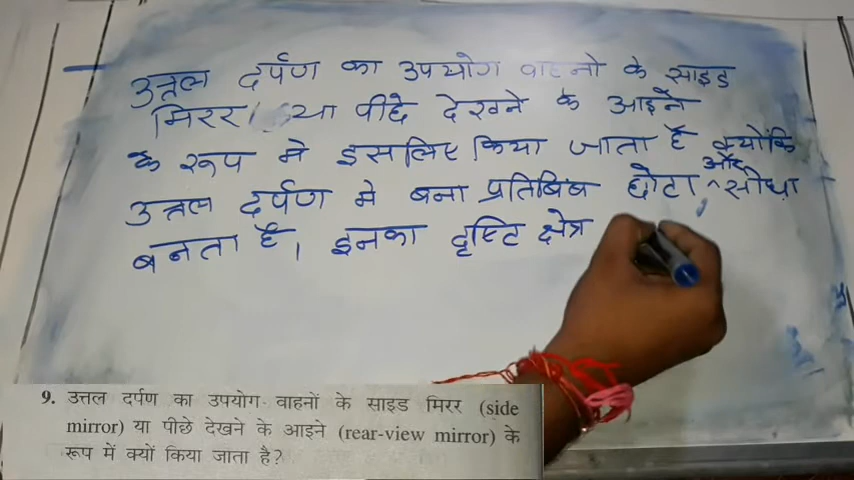 उत्तल दर्पण का उपयोग वाहनो के साइड
मिरर या पीछे देखने के आइने
के रूप मे इसलिए किया जाता है क्योंकि
उत्तल दर्पण मे बना प्रतिबिंब छोटा और सीधा
बनता है, इनका दृष्टि क्षेत्र
9. उत्तल दर्पण का उपयोग वाहनों के साइड मिरर (side
mirror) या पीछे देखने के आइने (rear-view mirror) के
रूप में क्यों किया जाता है?